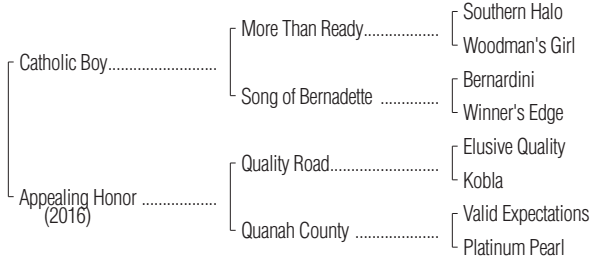 Southern Halo
More Than Ready..................
Woodman's Girl
Catholic Boy..........................
Bernardini
Song of Bernadette ..............
Winner's Edge
Elusive Quality
Quality Road..........................
Kobla
Appealing Honor ..................
(2016)
Valid Expectations
Quanah County ....................
Platinum Pearl